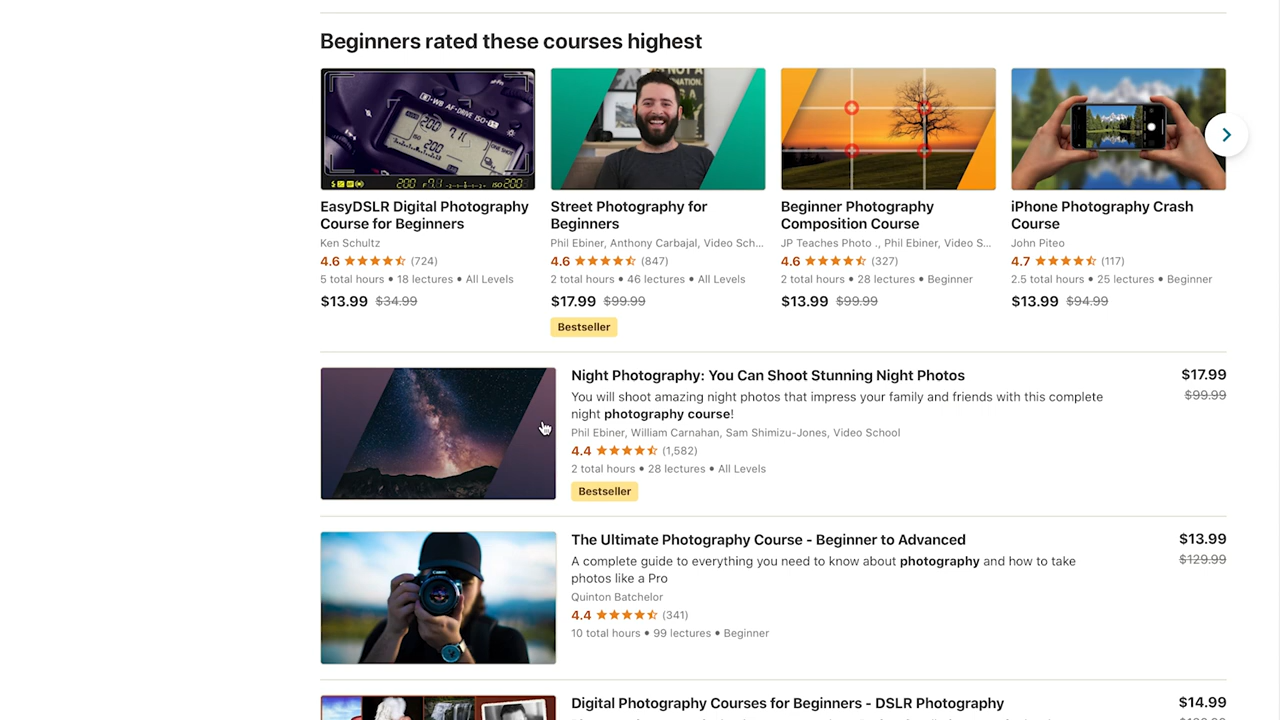 Beginners rated these courses highest
EasyDSLR Digital Photography
Course for Beginners
Ken Schultz
4.6 (724)
5 total hours • 18 lectures • All Levels
$13.99 $34.99
Street Photography for
Beginners
Phil Ebiner, Anthony Carbajal, Video Sch...
4.6 (847)
2 total hours • 46 lectures • All Levels
$17.99 $99.99
Bestseller
Beginner Photography
Composition Course
JP Teaches Photo ., Phil Ebiner, Video S...
4.6 (327)
2 total hours • 28 lectures • Beginner
$13.99 $99.99
iPhone Photography Crash
Course
John Piteo
4.7 (117)
2.5 total hours • 25 lectures • Beginner
$13.99 $94.99
Night Photography: You Can Shoot Stunning Night Photos
$17.99
You will shoot amazing night photos that impress your family and friends with this complete
$99.99
night photography course!
Phil Ebiner, William Carnahan, Sam Shimizu-Jones, Video School
4.4 (1,582)
2 total hours • 28 lectures • All Levels
Bestseller
The Ultimate Photography Course - Beginner to Advanced
$13.99
A complete guide to everything you need to know about photography and how to take
$129.99
photos like a Pro
Quinton Batchelor
4.4 (341)
10 total hours • 99 lectures • Beginner
Canon
Digital Photography Courses for Beginners - DSLR Photography
$14.99